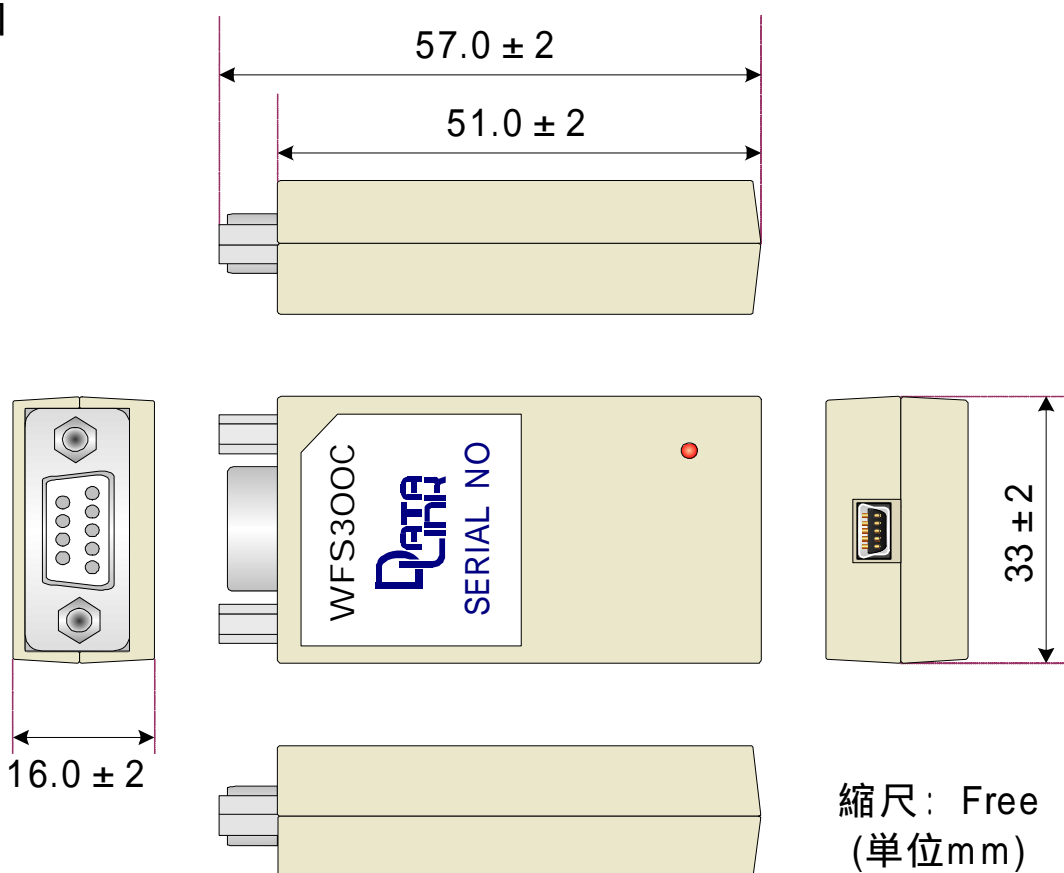 57.0 ± 2
51.0 ± 2
WFS300C
DATA
LINK
SERIAL NO
33 ± 2
16.0 ± 2
縮尺: Free
(単位mm)